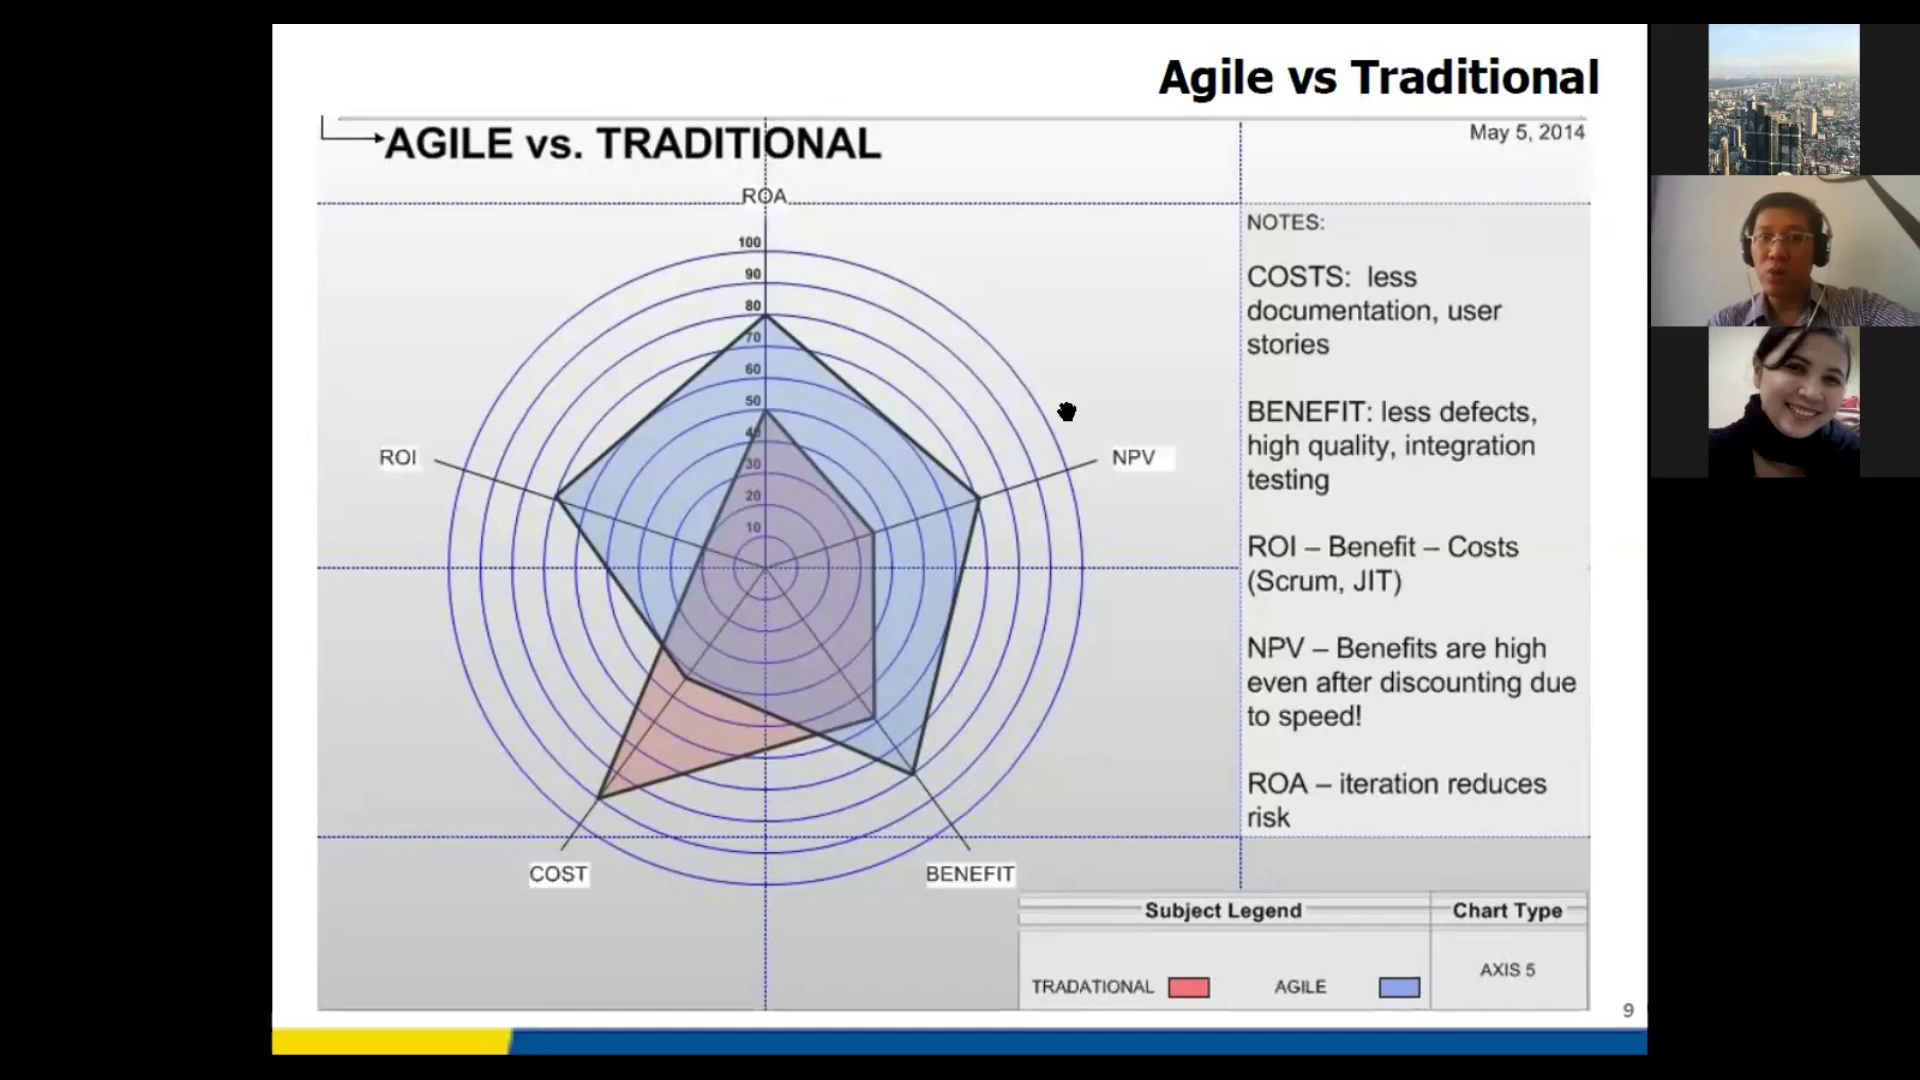 Agile vs Traditional
AGILE vs. TRADITIONAL
May 5, 2014
ROA
100
90
80
70
60
50
40
30
20
10
ROI
NPV
COST
BENEFIT
NOTES:
COSTS: less
documentation, user
stories
BENEFIT: less defects,
high quality, integration
testing
ROI – Benefit – Costs
(Scrum, JIT)
NPV – Benefits are high
even after discounting due
to speed!
ROA – iteration reduces
risk
Subject Legend
Chart Type
TRADATIONAL
AGILE
AXIS 5
9